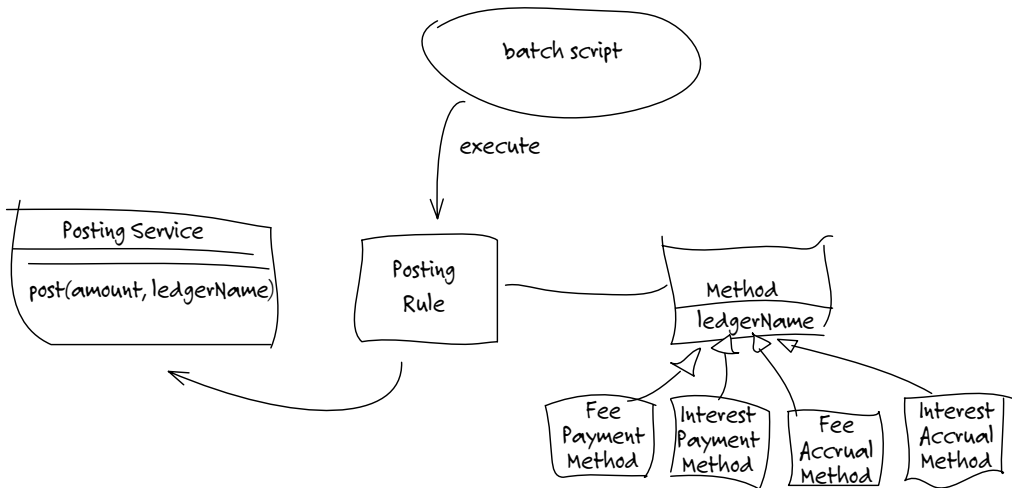 batch script
execute
Posting Service
post(amount, ledgerName)
Posting
Rule
Method
ledgerName
Fee
Payment
Method
Interest
Payment
Method
Fee
Accrual
Method
Interest
Accrual
Method